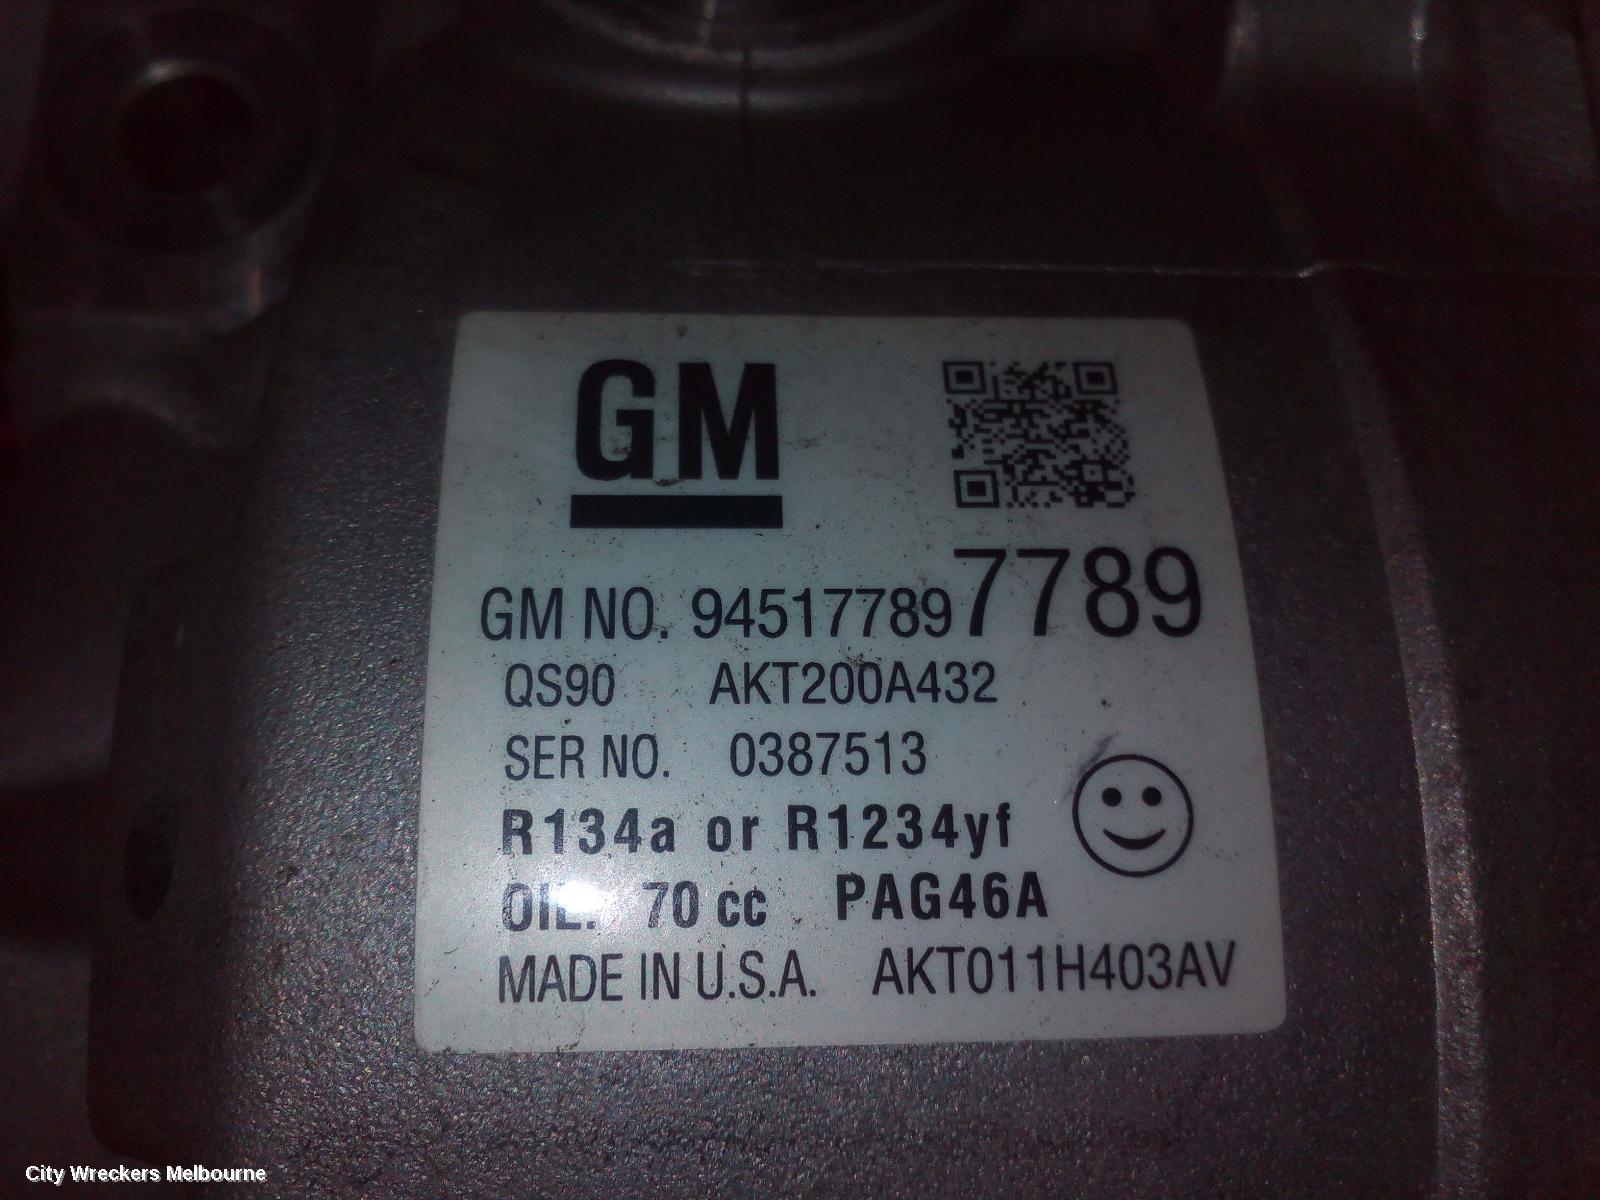 GM
GM NO. 94517789 7789
QS90 AKT200A432
SER NO. 0387513
R134a or R1234yf
OIL. 70 cc PAG46A
MADE IN U.S.A. AKT011H403AV
City Wreckers Melbourne